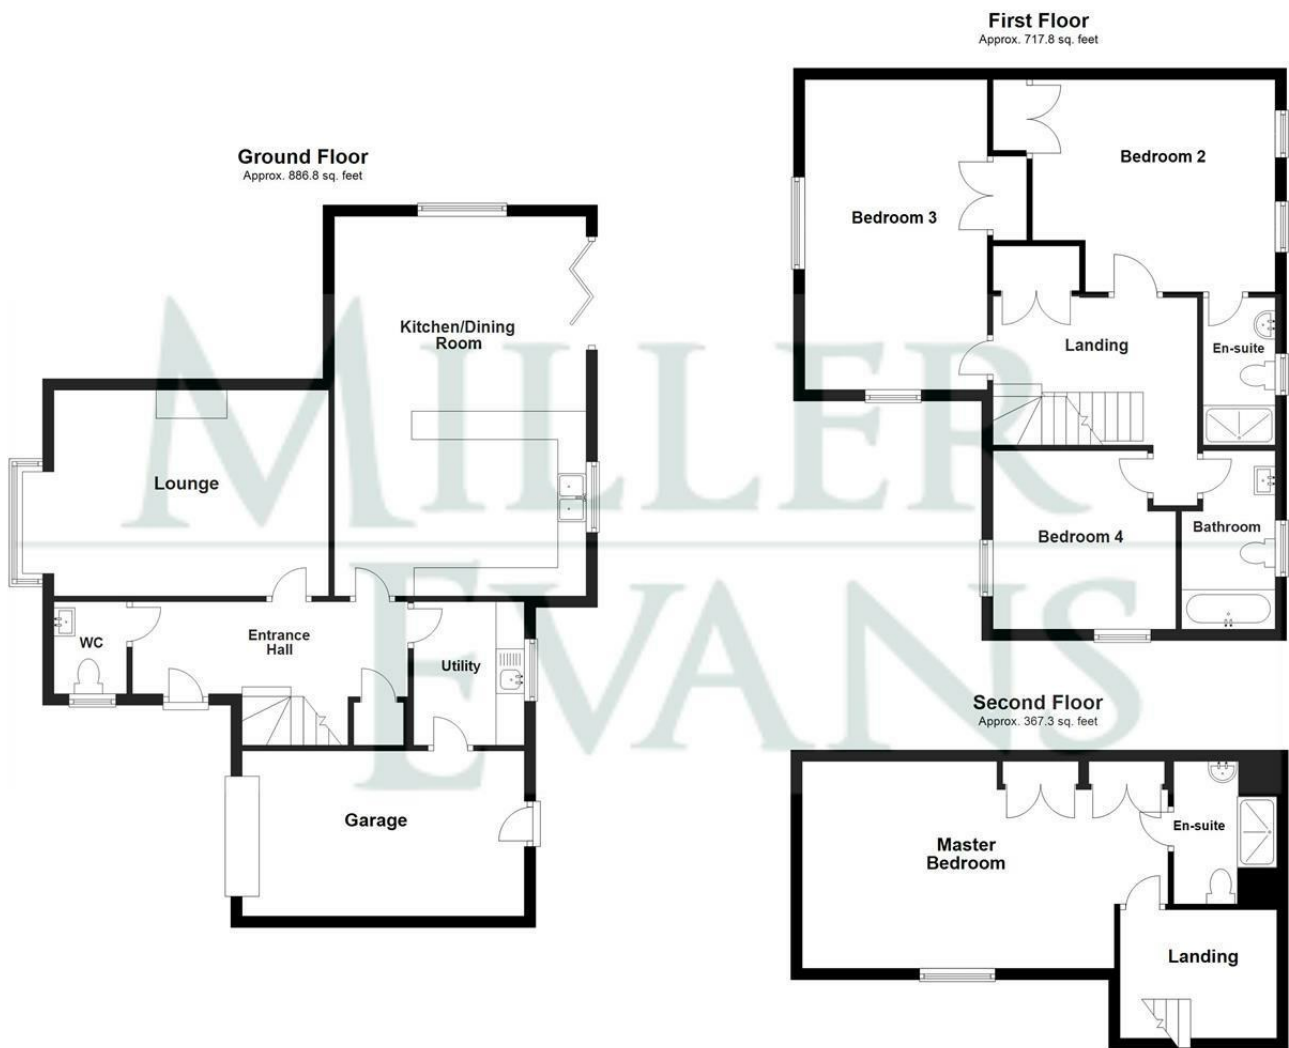 Ground Floor
Approx. 886.8 sq. feet
Kitchen/Dining
Room
Lounge
WC
Entrance
Hall
Utility
Garage
First Floor
Approx. 717.8 sq. feet
Bedroom 2
Bedroom 3
Landing
En-suite
Bedroom 4
Bathroom
Second Floor
Approx. 367.3 sq. feet
Master
Bedroom
En-suite
Landing
MILLER
EVANS